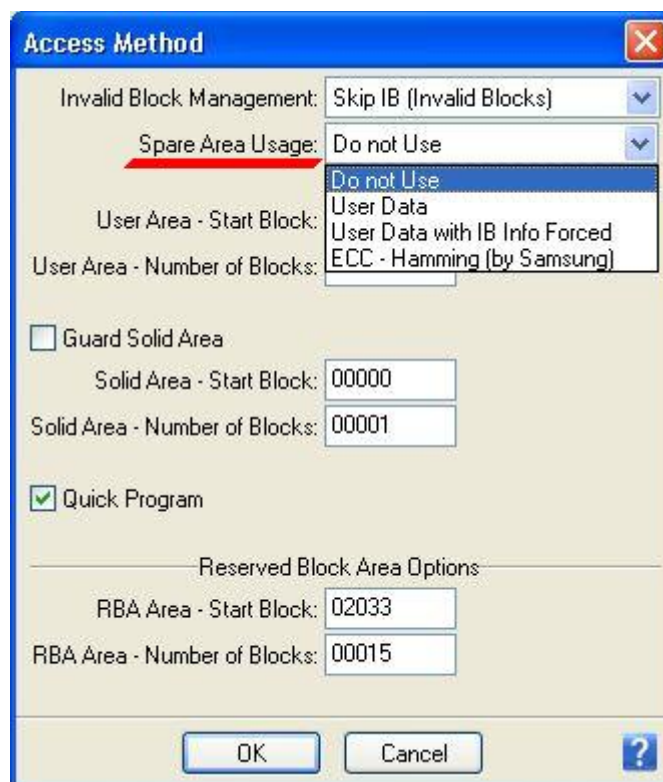 Access Method
Invalid Block Management: Skip IB (Invalid Blocks)
Spare Area Usage: Do not Use
Do not Use
User Data
User Area - Start Block:
User Data with IB Info Forced
ECC - Hamming (by Samsung)
User Area - Number of Blocks:
Guard Solid Area
Solid Area - Start Block: 00000
Solid Area - Number of Blocks: 00001
Quick Program
Reserved Block Area Options
RBA Area - Start Block: 02033
RBA Area - Number of Blocks: 00015
OK Cancel ?